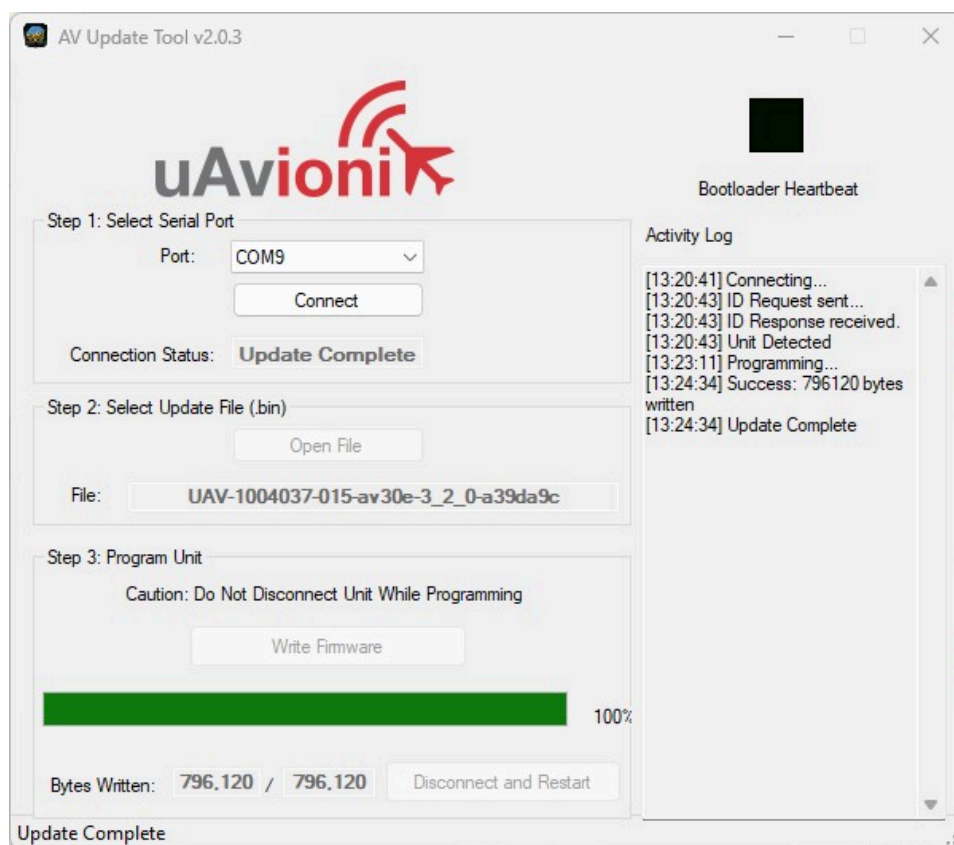 AV Update Tool v2.0.3
uAvionix
Bootloader Heartbeat
Step 1: Select Serial Port
Port: COM9
Connect
Connection Status: Update Complete
Step 2: Select Update File (.bin)
Open File
File: UAV-1004037-015-av30e-3_2_0-a39da9c
Step 3: Program Unit
Caution: Do Not Disconnect Unit While Programming
Write Firmware
100%
Bytes Written: 796,120 / 796,120 Disconnect and Restart
Activity Log
[13:20:41] Connecting...
[13:20:43] ID Request sent...
[13:20:43] ID Response received.
[13:20:43] Unit Detected
[13:23:11] Programming...
[13:24:34] Success: 796120 bytes
written
[13:24:34] Update Complete
Update Complete